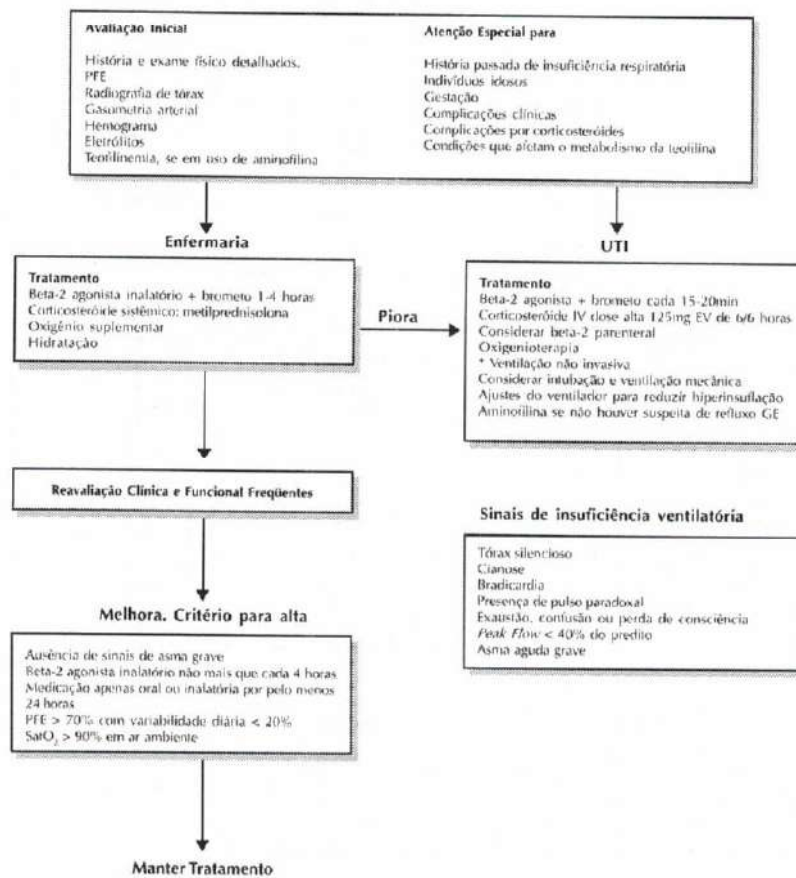 Avaliação Inicial
História e exame físico detalhados.
PFE
Radiografia de tórax
Gasometria arterial
Hemograma
Eletrólitos
Teofilinemia, se em uso de aminofilina
Atenção Especial para
História passada de insuficiência respiratória
Indivíduos idosos
Gestação
Complicações clínicas
Complicações por corticosteróides
Condições que afetam o metabolismo da teofilina
Enfermaria
Tratamento
Beta-2 agonista inalatório + brometo 1-4 horas
Corticosteróide sistêmico: metilprednisolona
Oxigênio suplementar
Hidratação
Piora
UTI
Tratamento
Beta-2 agonista + brometo cada 15-20min
Corticosteróide IV dose alta 125mg EV de 6/6 horas
Considerar beta-2 parenteral
Oxigenioterapia
* Ventilação não invasiva
Considerar intubação e ventilação mecânica
Ajustes do ventilador para reduzir hiperinsuflação
Aminofilina se não houver suspeita de refluxo GE
Reavaliação Clínica e Funcional Freqüentes
Sinais de insuficiência ventilatória
Tórax silencioso
Cianose
Bradicardia
Presença de pulso paradoxal
Exaustão, confusão ou perda de consciência
Peak Flow < 40% do predito
Asma aguda grave
Melhora. Critério para alta
Ausência de sinais de asma grave
Beta-2 agonista inalatório não mais que cada 4 horas
Medicação apenas oral ou inalatória por pelo menos
24 horas
PFE > 70% com variabilidade diária < 20%
SatO₂ > 90% em ar ambiente
Manter Tratamento